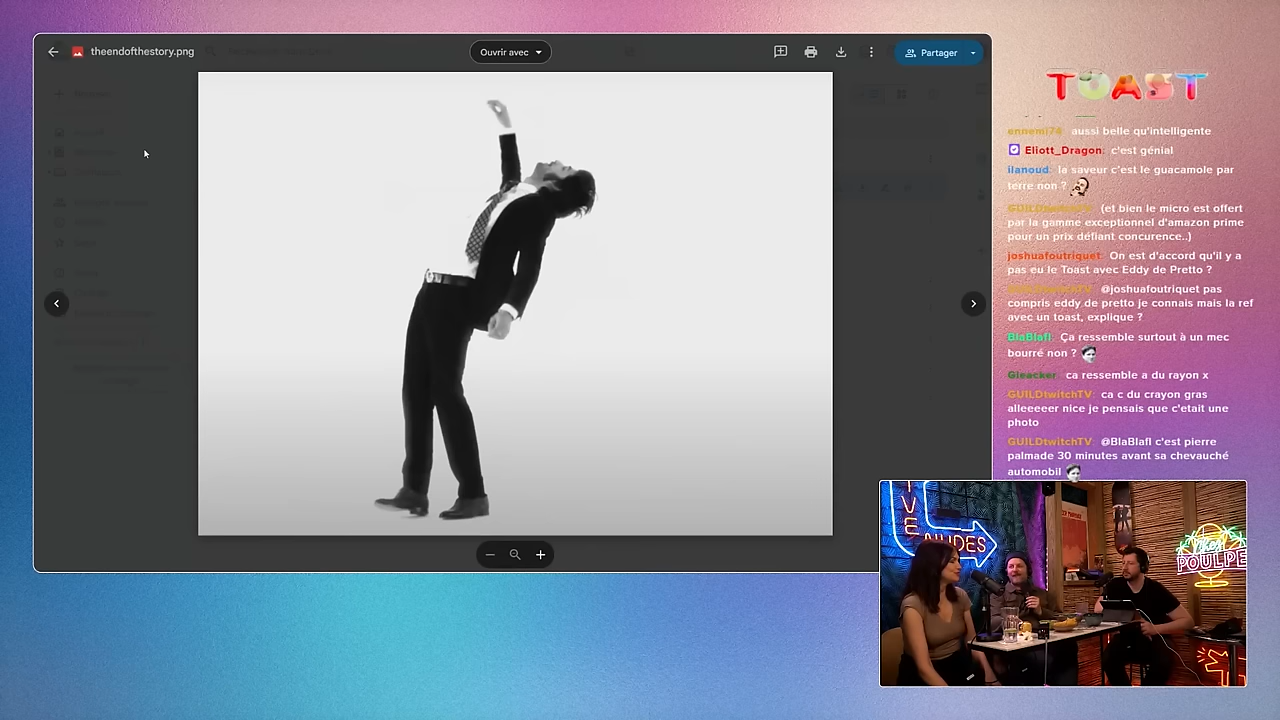 theendofthestory.png
Ouvrir avec
Partager
TOAST
ennemi74 aussi belle qu'intelligente
Eliott_Dragon: c'est génial
ilanoud: la saveur c'est le guacamole par
terre non ?
GUILDtwitchTV: (et bien le micro est offert
par la gamme exceptionnel d'amazon prime
pour un prix défiant concurence..)
joshuafoutriquet: On est d'accord qu'il y a
pas eu le Toast avec Eddy de Pretto ?
GUILDtwitchTV: @joshuafoutriquet pas
compris eddy de pretto je connais mais la ref
avec un toast, explique ?
BlaBlafl: Ça ressemble surtout à un mec
bourré non ?
Gleacker: ca ressemble a du rayon x
GUILDtwitchTV: ca c du crayon gras
alleeeeer nice je pensais que c'etait une
photo
GUILDtwitchTV: @BlaBlafl c'est pierre
palmade 30 minutes avant sa chevauché
automobil
NUDES
POULPE